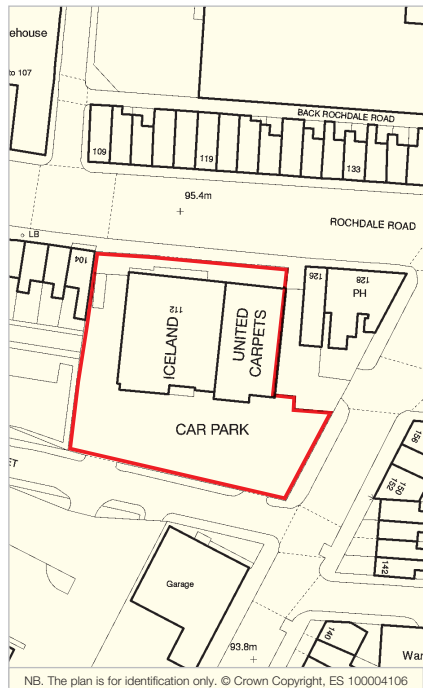 ehouse
to 107
BACK ROCHDALE ROAD
109
119
133
95.4m
ROCHDALE ROAD
LB
104
126
128
PH
112
ICELAND
UNITED
CARPETS
CAR PARK
ET
156
150
152
142
Garage
140
93.8m
War
NB. The plan is for identification only. © Crown Copyright, ES 100004106